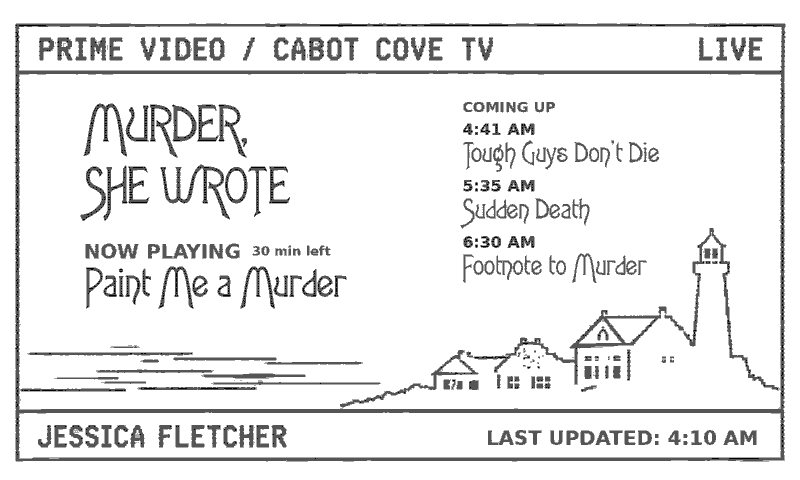 PRIME VIDEO / CABOT COVE TV
LIVE
MURDER,
SHE WROTE
NOW PLAYING 30 min left
Paint Me a Murder
COMING UP
4:41 AM
Tough Guys Don't Die
5:35 AM
Sudden Death
6:30 AM
Footnote to Murder
JESSICA FLETCHER
LAST UPDATED: 4:10 AM